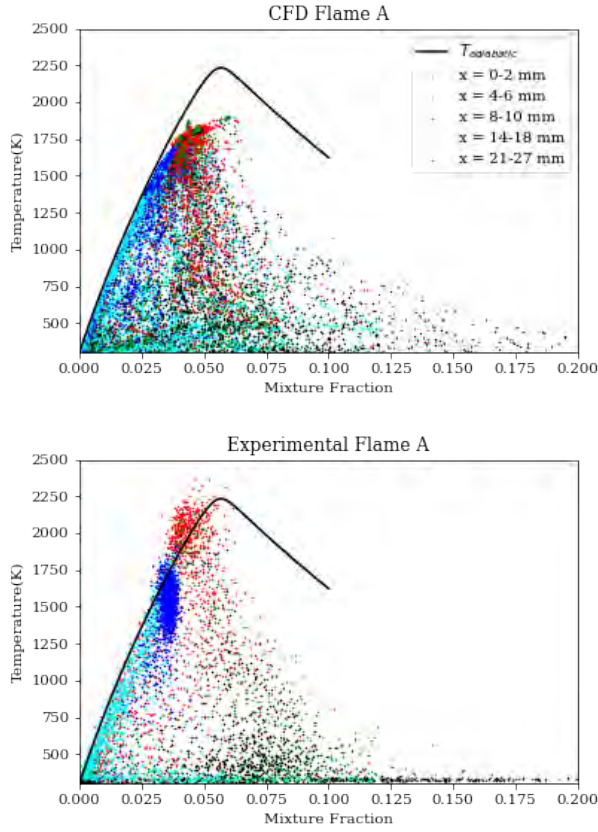 CFD Flame A
2500
2250
2000
1750
1500
1250
1000
750
500
Temperature(K)
T_adiabatic
x = 0-2 mm
x = 4-6 mm
x = 8-10 mm
x = 14-18 mm
x = 21-27 mm
0.000 0.025 0.050 0.075 0.100 0.125 0.150 0.175 0.200
Mixture Fraction
Experimental Flame A
2500
2250
2000
1750
1500
1250
1000
750
500
Temperature(K)
0.000 0.025 0.050 0.075 0.100 0.125 0.150 0.175 0.200
Mixture Fraction